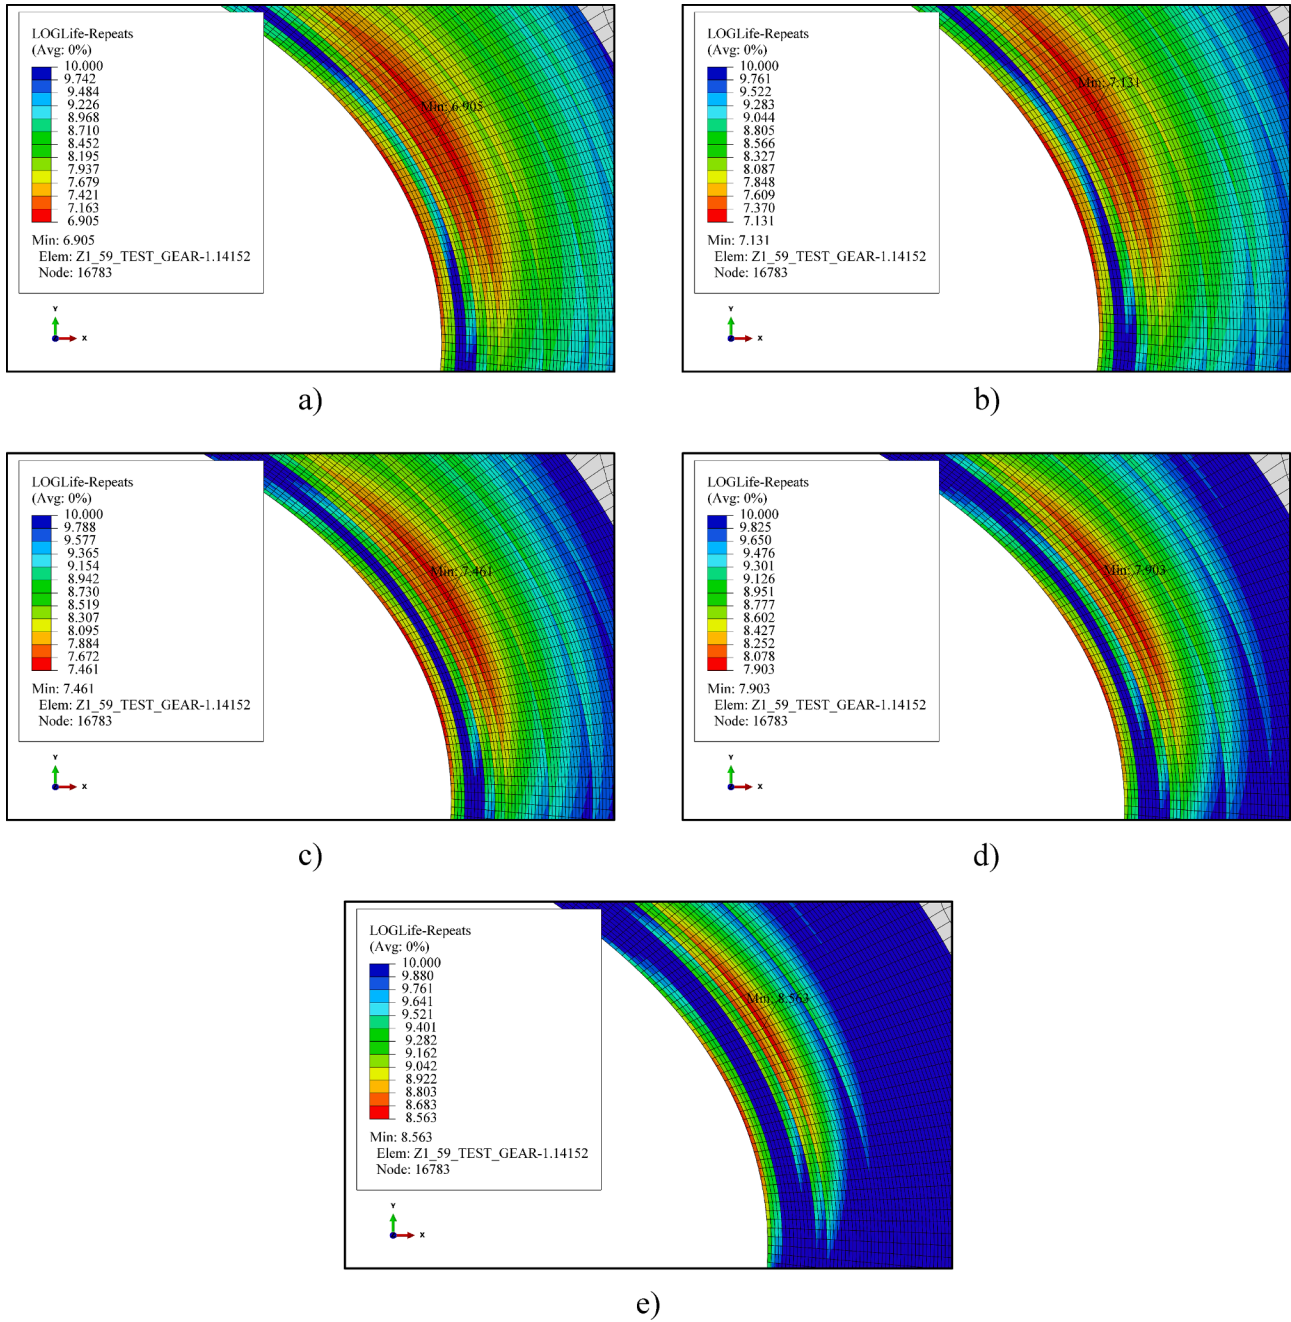 LOGLife-Repeats
(Avg: 0%)
10.000
9.742
9.484
9.226
8.968
8.710
8.452
8.195
7.937
7.679
7.421
7.163
6.905
Min: 6.905
Elem: Z1_59_TEST_GEAR-1.14152
Node: 16783
Min: 6.905
Y
X
a)
LOGLife-Repeats
(Avg: 0%)
10.000
9.761
9.522
9.283
9.044
8.805
8.566
8.327
8.087
7.848
7.609
7.370
7.131
Min: 7.131
Elem: Z1_59_TEST_GEAR-1.14152
Node: 16783
Min: 7.131
Y
X
b)
LOGLife-Repeats
(Avg: 0%)
10.000
9.788
9.577
9.365
9.154
8.942
8.730
8.519
8.307
8.095
7.884
7.672
7.461
Min: 7.461
Elem: Z1_59_TEST_GEAR-1.14152
Node: 16783
Min: 7.461
Y
X
c)
LOGLife-Repeats
(Avg: 0%)
10.000
9.825
9.650
9.476
9.301
9.126
8.951
8.777
8.602
8.427
8.252
8.078
7.903
Min: 7.903
Elem: Z1_59_TEST_GEAR-1.14152
Node: 16783
Min: 7.903
Y
X
d)
LOGLife-Repeats
(Avg: 0%)
10.000
9.880
9.761
9.641
9.521
9.401
9.282
9.162
9.042
8.922
8.803
8.683
8.563
Min: 8.563
Elem: Z1_59_TEST_GEAR-1.14152
Node: 16783
Min: 8.563
Y
X
e)